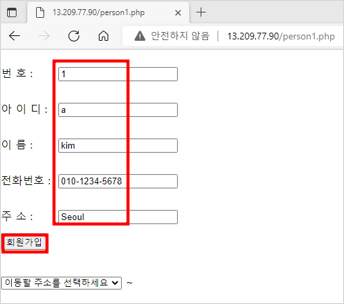 13.209.77.90/person1.php
안전하지 않음 | 13.209.77.90/person1.php
번 호 : 1
아 이 디 : a
이 름 : kim
전화번호 : 010-1234-5678
주 소 : Seoul
회원가입
이동할 주소를 선택하세요 ~